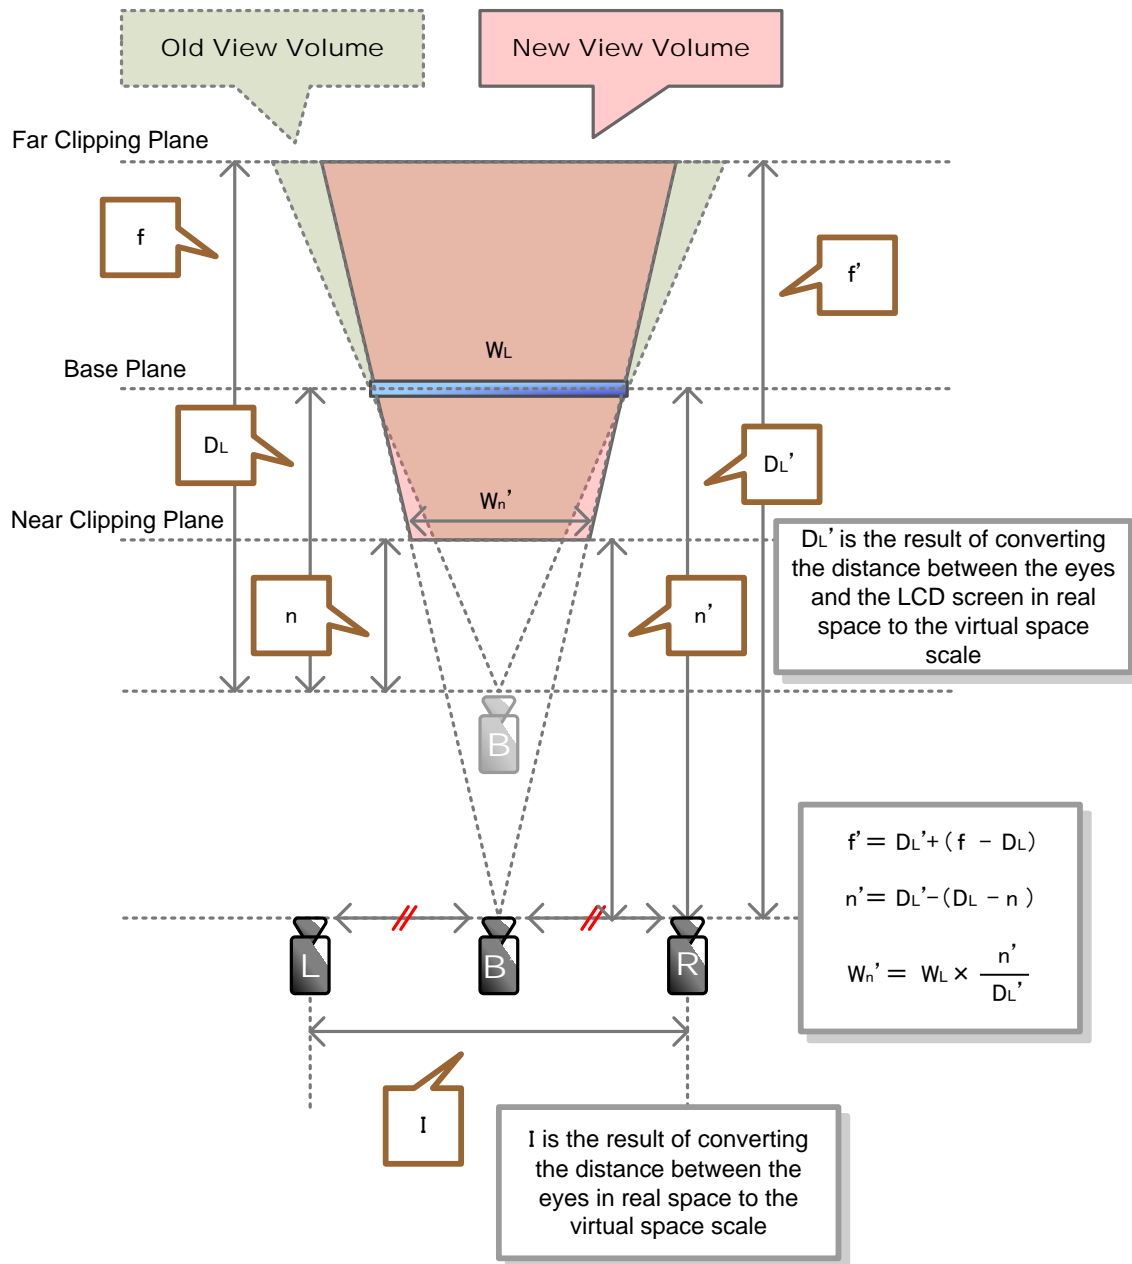 Old View Volume
New View Volume
Far Clipping Plane
f
f’
WL
Base Plane
DL
DL’
Wn’
Near Clipping Plane
DL’ is the result of converting
the distance between the eyes
and the LCD screen in real
space to the virtual space
scale
n
n’
B
f’＝ DL’+（f － DL）
n’＝ DL’－（DL － n ）
Wn’＝ WL × n’
DL’
L
B
R
I
I is the result of converting
the distance between the
eyes in real space to the
virtual space scale